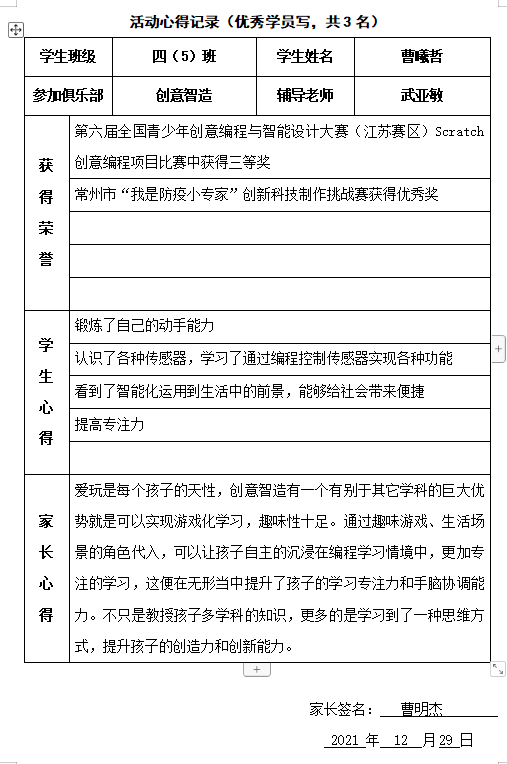 活动心得记录（优秀学员写，共3名）
学生班级 四（5）班 学生姓名 曹曦哲
参加俱乐部 创意智造 辅导老师 武亚敏
获得荣誉
第六届全国青少年创意编程与智能设计大赛（江苏赛区）Scratch
创意编程项目比赛中获得三等奖
常州市“我是防疫小专家”创新科技制作挑战赛获得优秀奖
学生心得
锻炼了自己的动手能力
认识了各种传感器，学习了通过编程控制传感器实现各种功能
看到了智能化运用到生活中的前景，能够给社会带来便捷
提高专注力
家长心得
爱玩是每个孩子的天性，创意智造有一个有别于其它学科的巨大优
势就是可以实现游戏化学习，趣味性十足。通过趣味游戏、生活场
景的角色代入，可以让孩子自主的沉浸在编程学习情境中，更加专
注的学习，这便在无形当中提升了孩子的学习专注力和手脑协调能
力。不只是教授孩子多学科的知识，更多的是学习到了一种思维方
式，提升孩子的创造力和创新能力。
家长签名： 曹明杰
2021 年 12 月 29 日